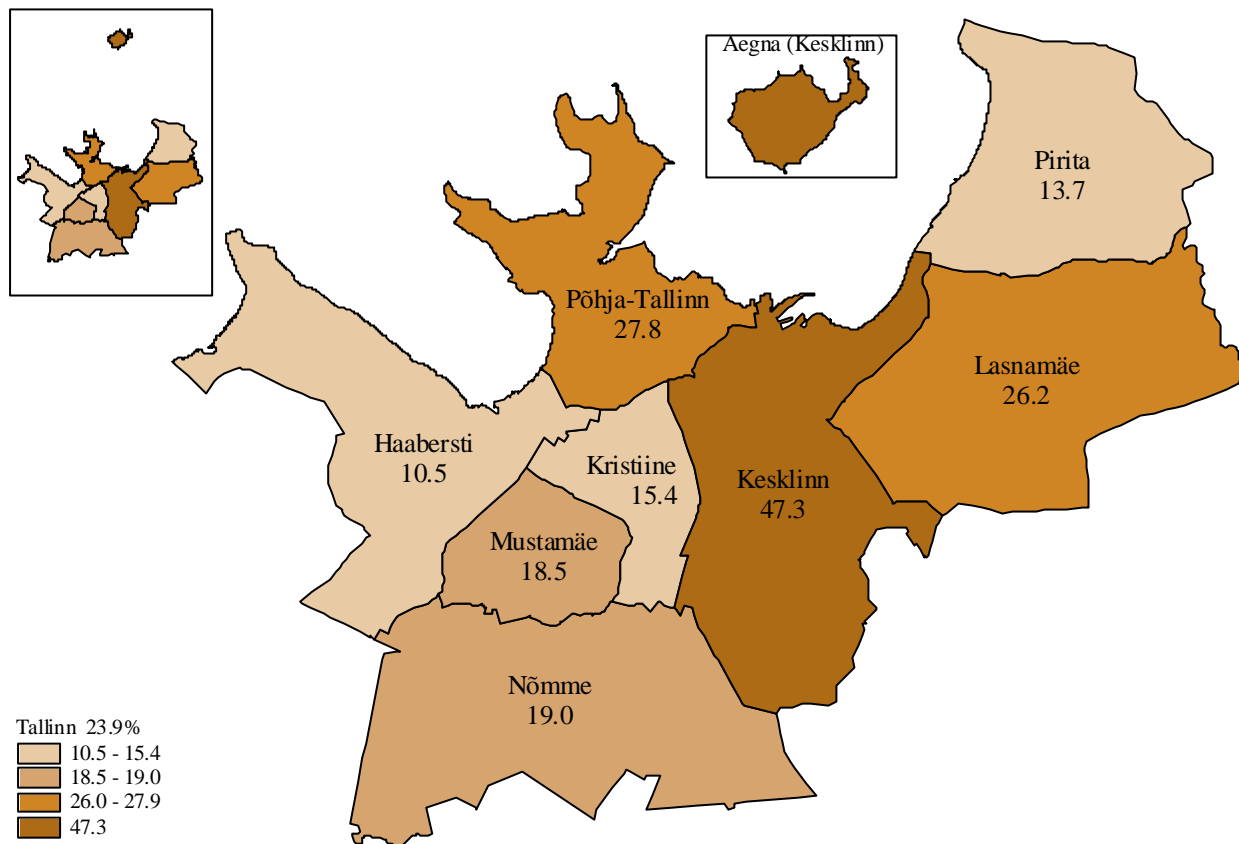 Aegna (Kesklinn)
Pirita
13.7
Põhja-Tallinn
27.8
Lasnamäe
26.2
Haabersti
10.5
Kristiine
15.4
Kesklinn
47.3
Mustamäe
18.5
Nõmme
19.0
Tallinn 23.9%
10.5 - 15.4
18.5 - 19.0
26.0 - 27.9
47.3